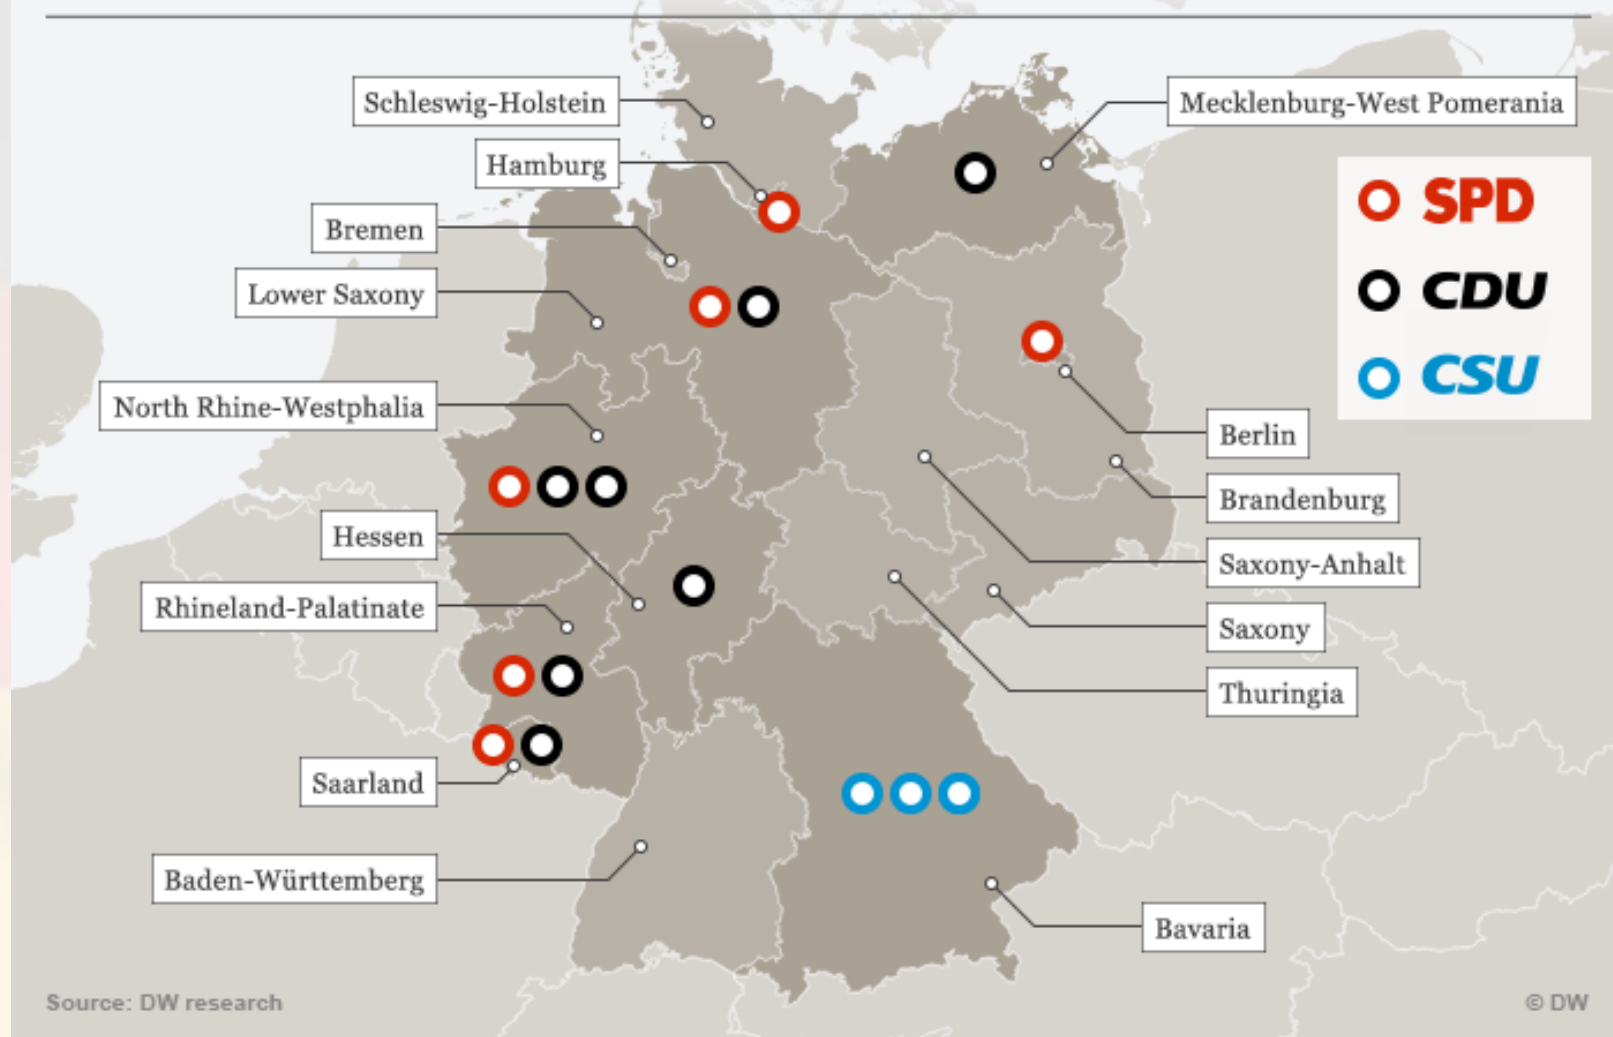 Schleswig-Holstein
Mecklenburg-West Pomerania
Hamburg
SPD
Bremen
Lower Saxony
CDU
CSU
North Rhine-Westphalia
Berlin
Brandenburg
Hessen
Saxony-Anhalt
Rhineland-Palatinate
Saxony
Thuringia
Saarland
Baden-Württemberg
Bavaria
Source: DW research
© DW